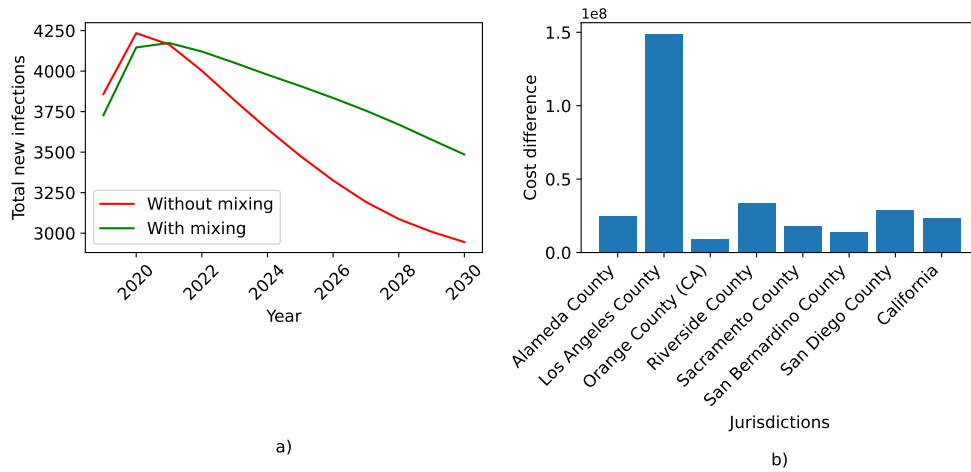 4250
4000
3750
3500
3250
3000
Total new infections
Without mixing
With mixing
2020
2022
2024
2026
2028
2030
Year
a)
1e8
1.5
1.0
0.5
0.0
Cost difference
Alameda County
Los Angeles County
Orange County (CA)
Riverside County
Sacramento County
San Bernardino County
San Diego County
California
Jurisdictions
b)